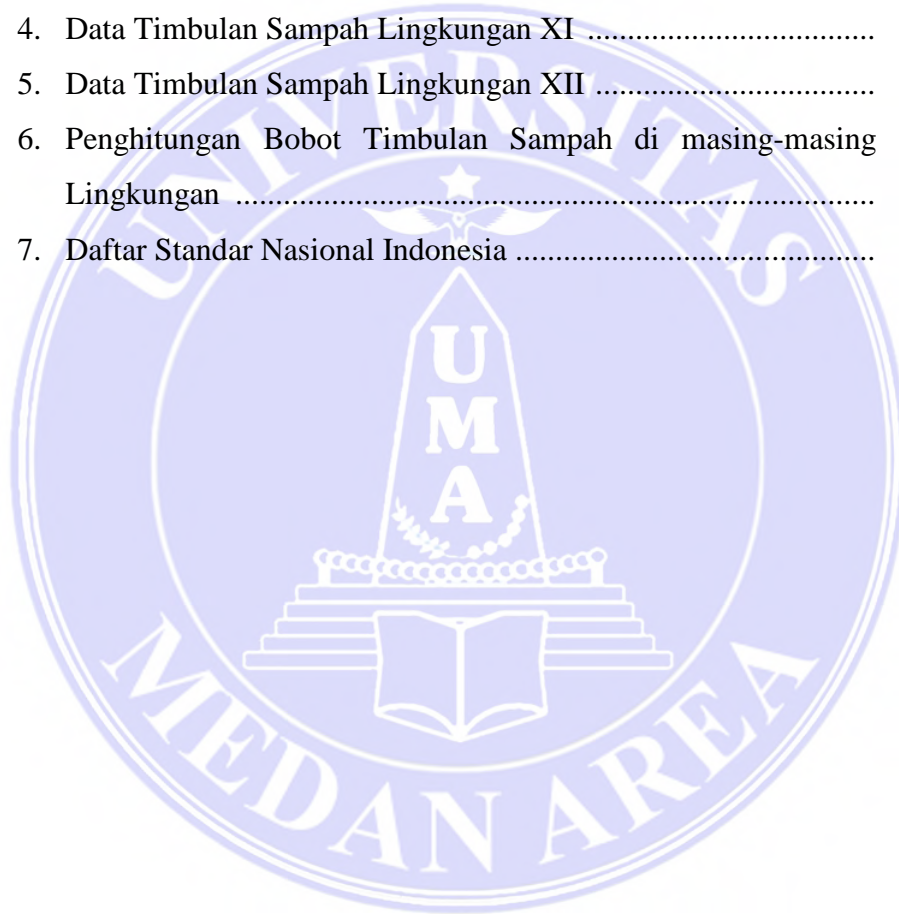 4. Data Timbulan Sampah Lingkungan XI .................................
5. Data Timbulan Sampah Lingkungan XII ................................
6. Penghitungan Bobot Timbulan Sampah di masing-masing
Lingkungan ..........................................................................
7. Daftar Standar Nasional Indonesia .........................................
UNIVERSITAS
U
M
A
MEDAN AREA